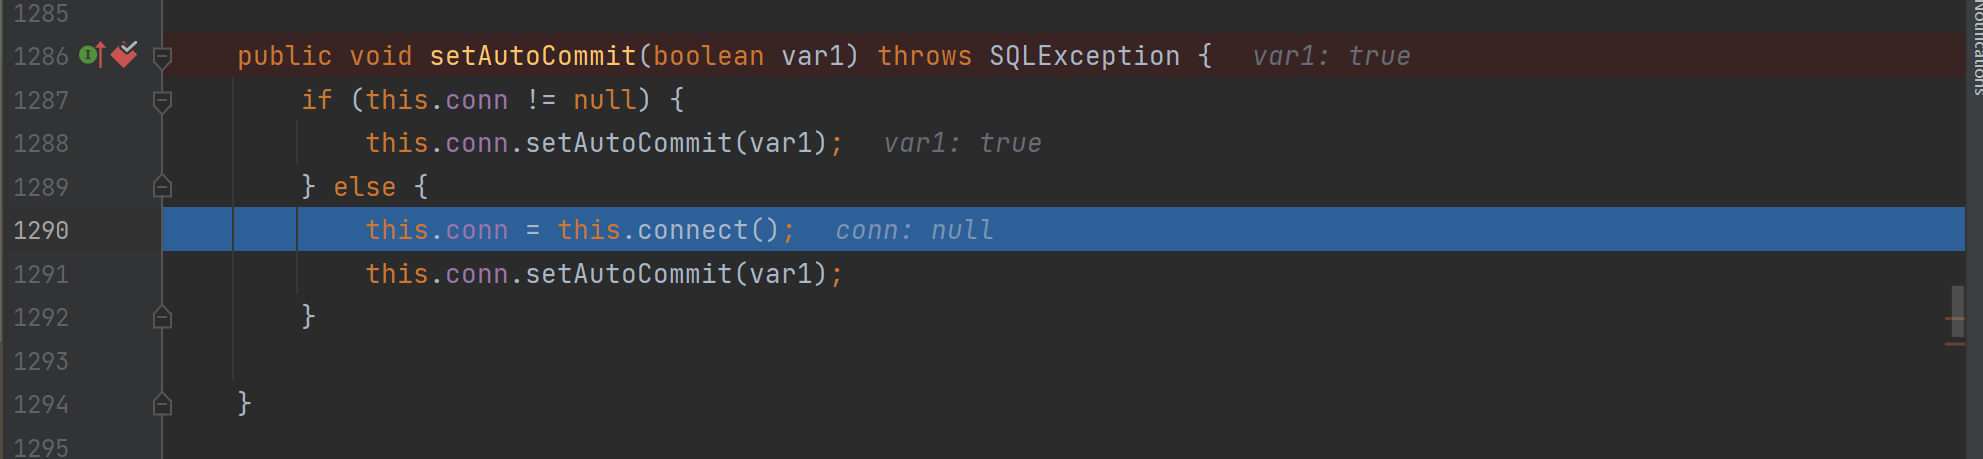 1285
1286 public void setAutoCommit(boolean var1) throws SQLException { var1: true
1287 if (this.conn != null) {
1288 this.conn.setAutoCommit(var1); var1: true
1289 } else {
1290 this.conn = this.connect(); conn: null
1291 this.conn.setAutoCommit(var1);
1292 }
1293
1294 }
1295
Notifications